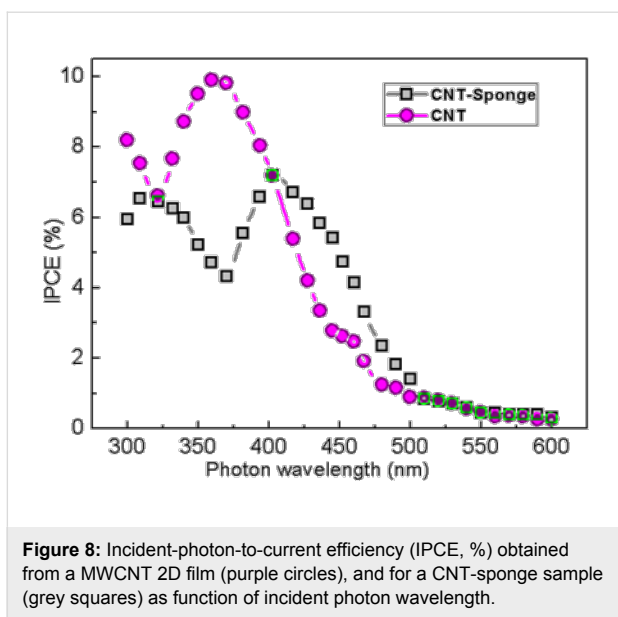 10
8
6
4
2
0
IPCE (%)
CNT-Sponge
CNT
300 350 400 450 500 550 600
Photon wavelength (nm)
Figure 8: Incident-photon-to-current efficiency (IPCE, %) obtained
from a MWCNT 2D film (purple circles), and for a CNT-sponge sample
(grey squares) as function of incident photon wavelength.